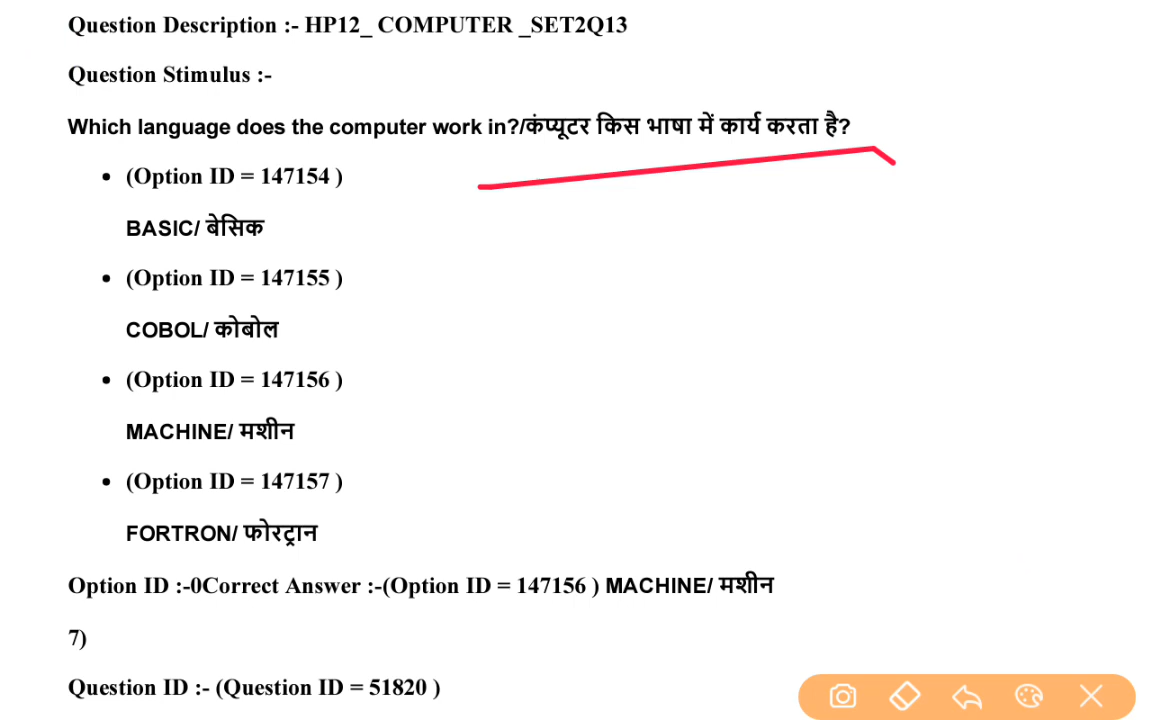 Question Description :- HP12_ COMPUTER _SET2Q13
Question Stimulus :-
Which language does the computer work in?/कंप्यूटर किस भाषा में कार्य करता है?
• (Option ID = 147154 )
BASIC/ बेसिक
• (Option ID = 147155 )
COBOL/ कोबोल
• (Option ID = 147156 )
MACHINE/ मशीन
• (Option ID = 147157 )
FORTRON/ फोरट्रान
Option ID :-0Correct Answer :-(Option ID = 147156 ) MACHINE/ मशीन
7)
Question ID :- (Question ID = 51820 )